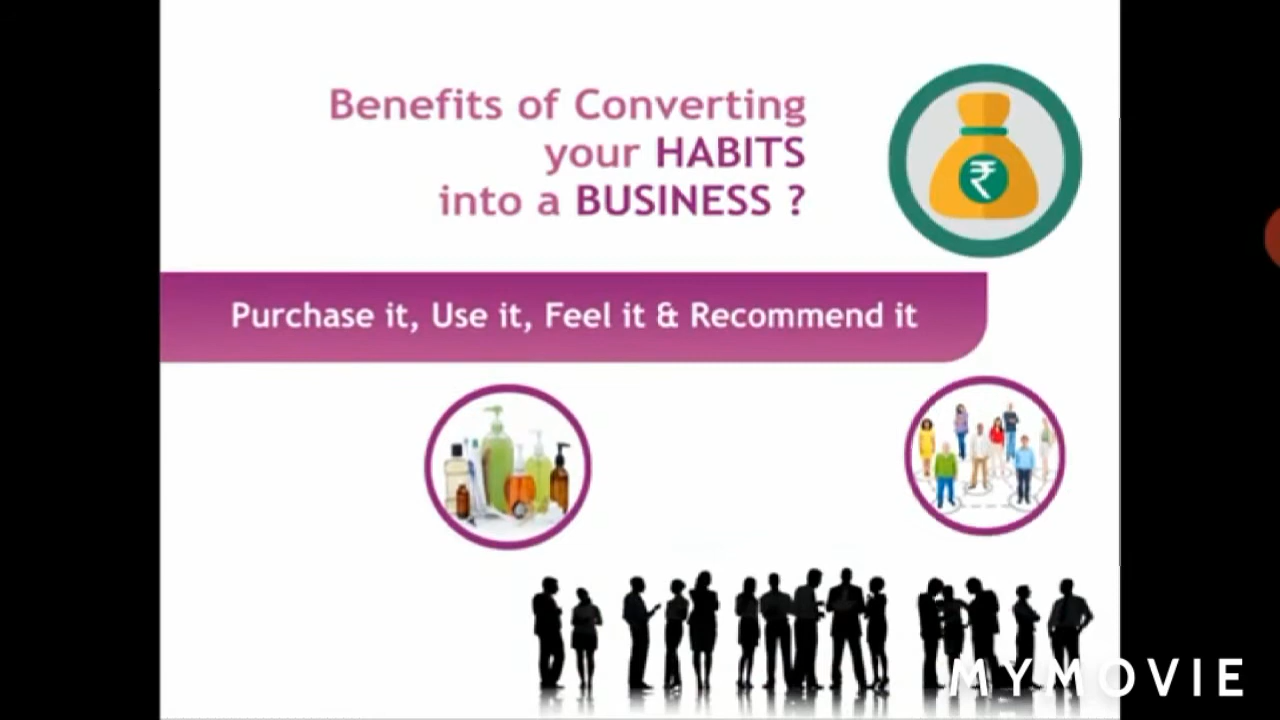 Benefits of Converting
your HABITS
into a BUSINESS ?
₹
Purchase it, Use it, Feel it & Recommend it
MYMOVIE